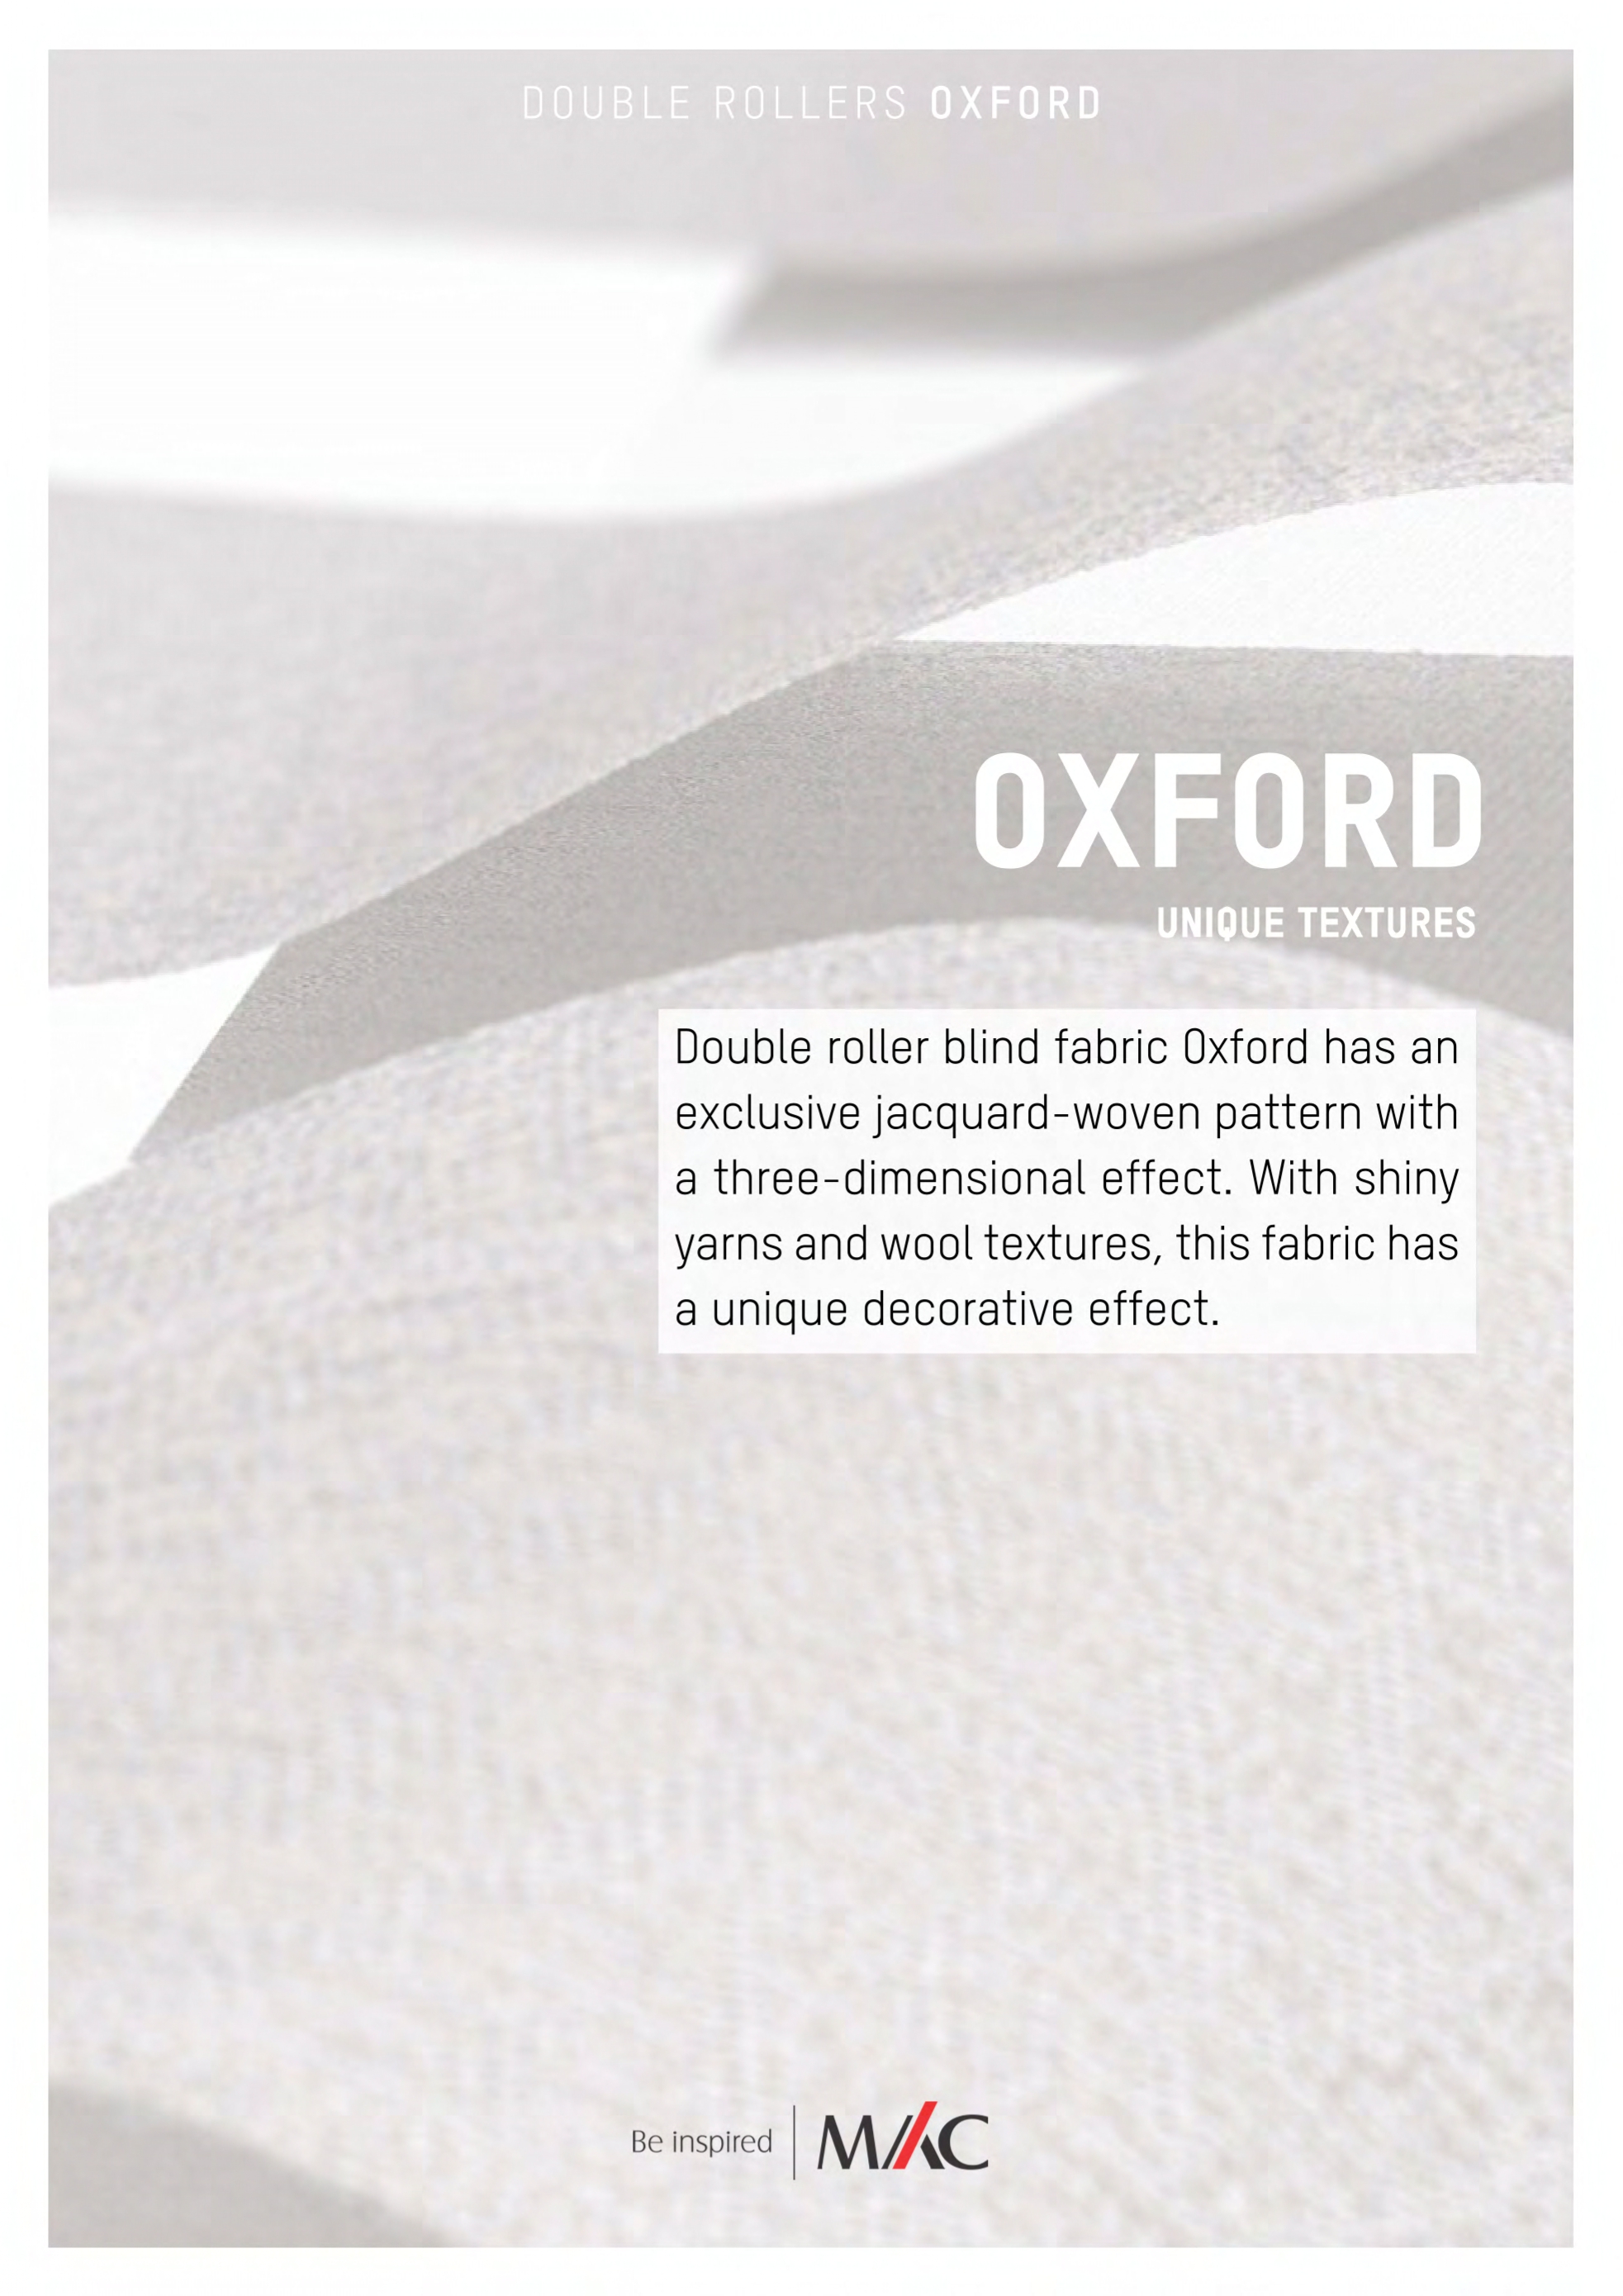 DOUBLE ROLLERS OXFORD
OXFORD
UNIQUE TEXTURES
Double roller blind fabric Oxford has an
exclusive jacquard-woven pattern with
a three-dimensional effect. With shiny
yarns and wool textures, this fabric has
a unique decorative effect.
Be inspired
MAC